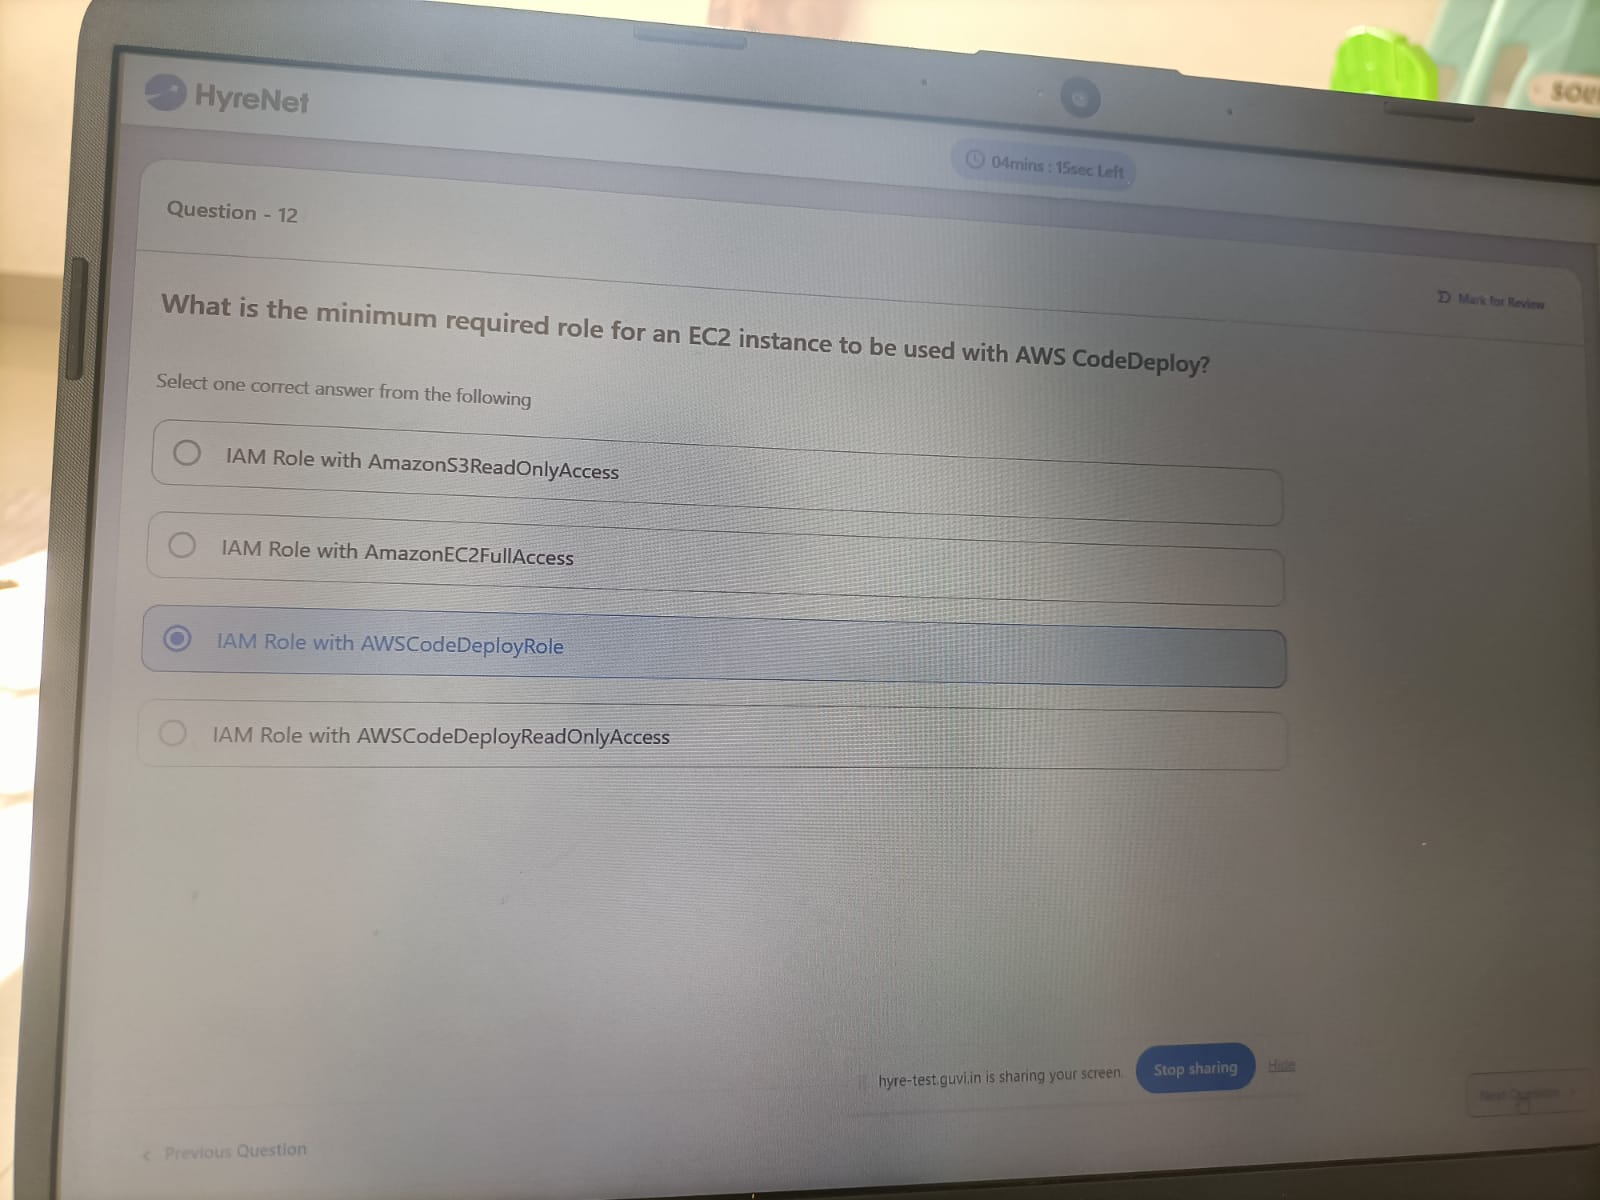 HyreNet
04mins : 15sec Left
Question - 12
Mark for Review
What is the minimum required role for an EC2 instance to be used with AWS CodeDeploy?
Select one correct answer from the following
IAM Role with AmazonS3ReadOnlyAccess
IAM Role with AmazonEC2FullAccess
IAM Role with AWSCodeDeployRole
IAM Role with AWSCodeDeployReadOnlyAccess
hyre-test.guvi.in is sharing your screen.
Stop sharing
Hide
Next Question
< Previous Question